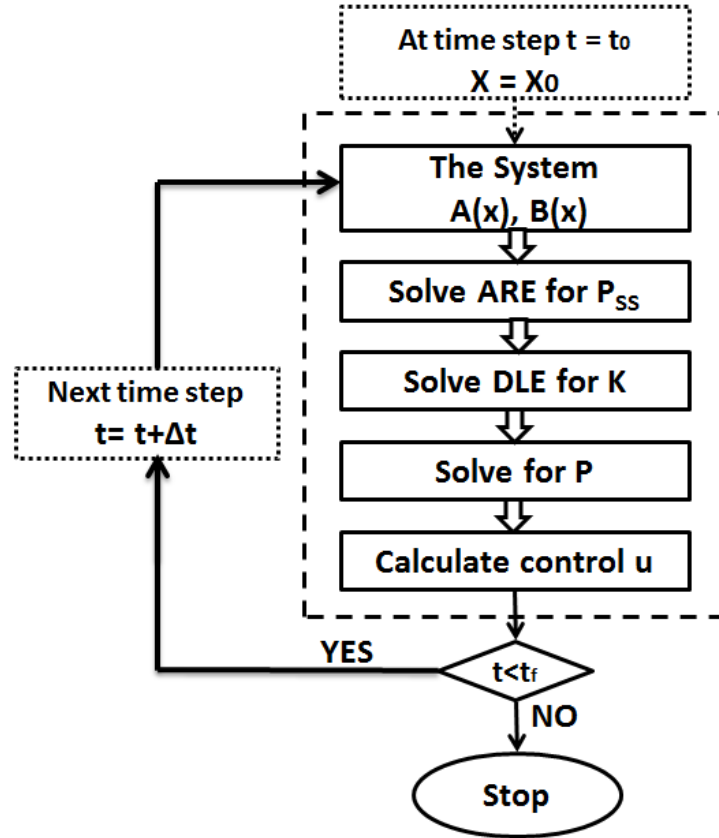 At time step t = t₀
X = X₀
The System
A(x), B(x)
Solve ARE for Pss
Solve DLE for K
Next time step
t= t+Δt
Solve for P
Calculate control u
YES
t<tf
NO
Stop